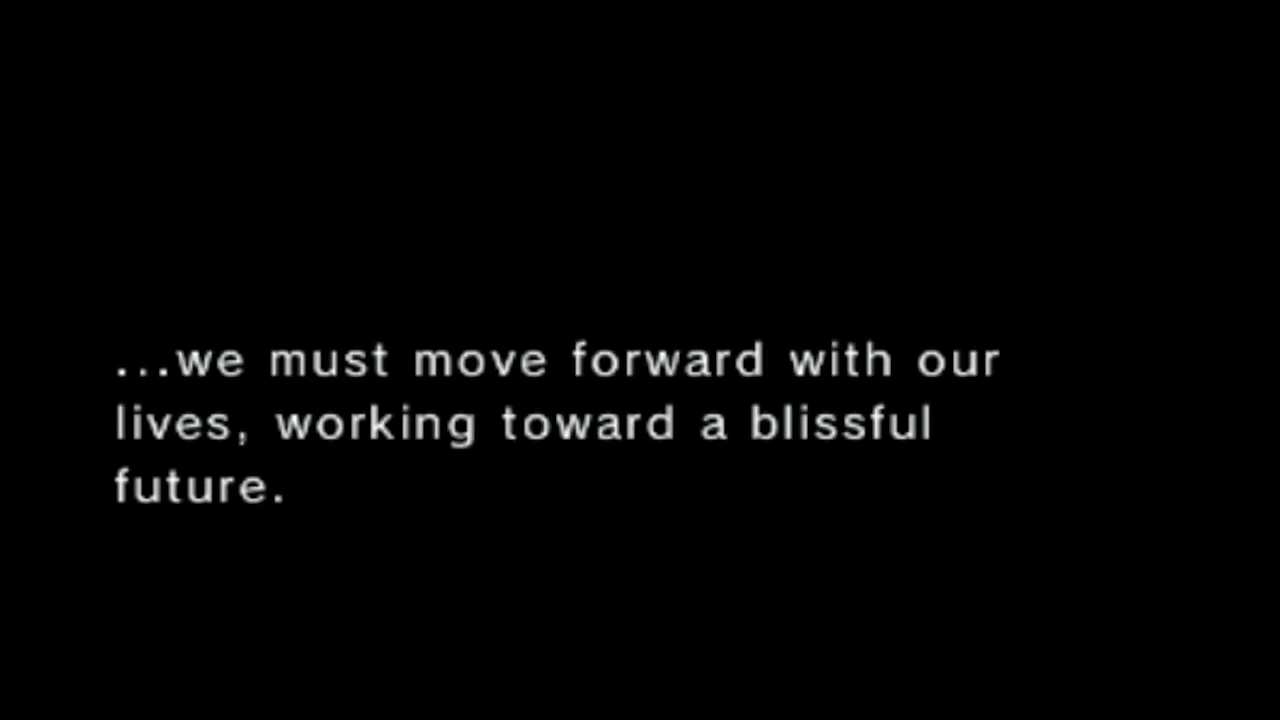 ...we must move forward with our
lives, working toward a blissful
future.